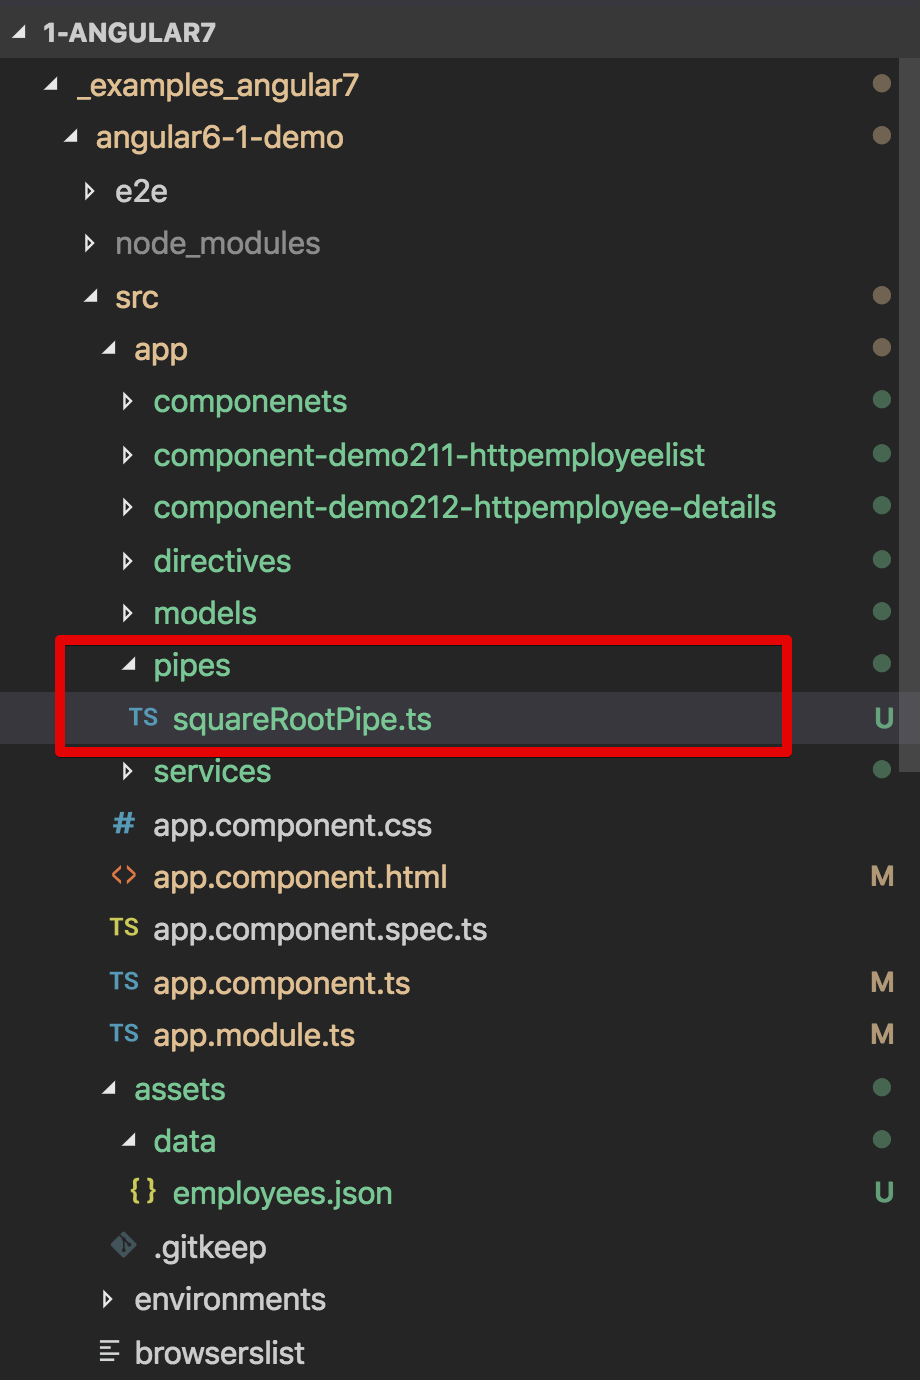 1-ANGULAR7
_examples_angular7
angular6-1-demo
e2e
node_modules
src
app
componenets
component-demo211-httpemployeelist
component-demo212-httpemployee-details
directives
models
pipes
TS squareRootPipe.ts U
services
# app.component.css
<> app.component.html M
TS app.component.spec.ts
TS app.component.ts M
TS app.module.ts M
assets
data
{} employees.json U
.gitkeep
environments
browserslist